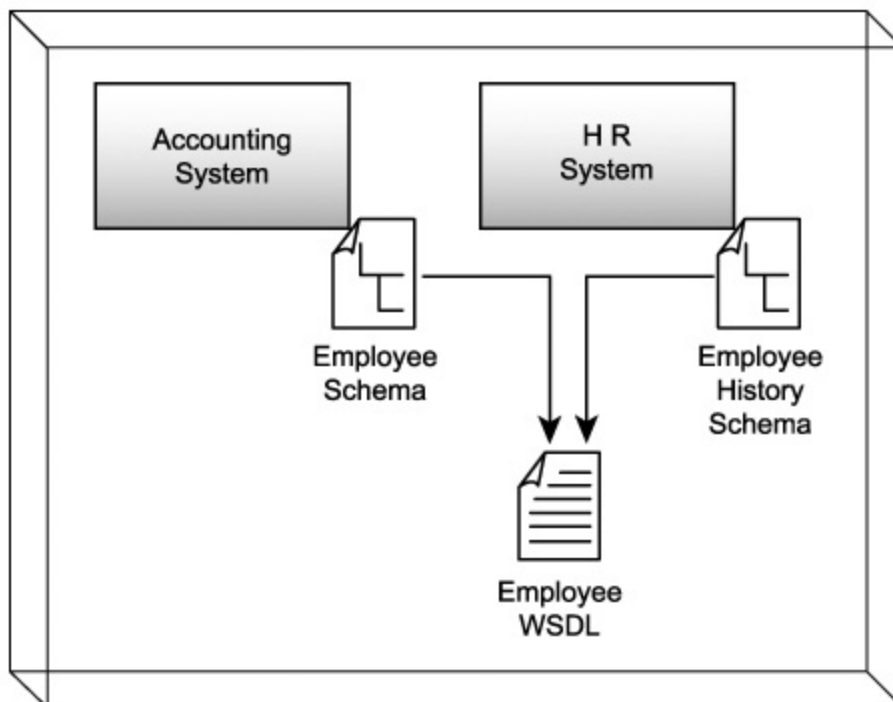 Accounting
System
H R
System
Employee
Schema
Employee
History
Schema
Employee
WSDL